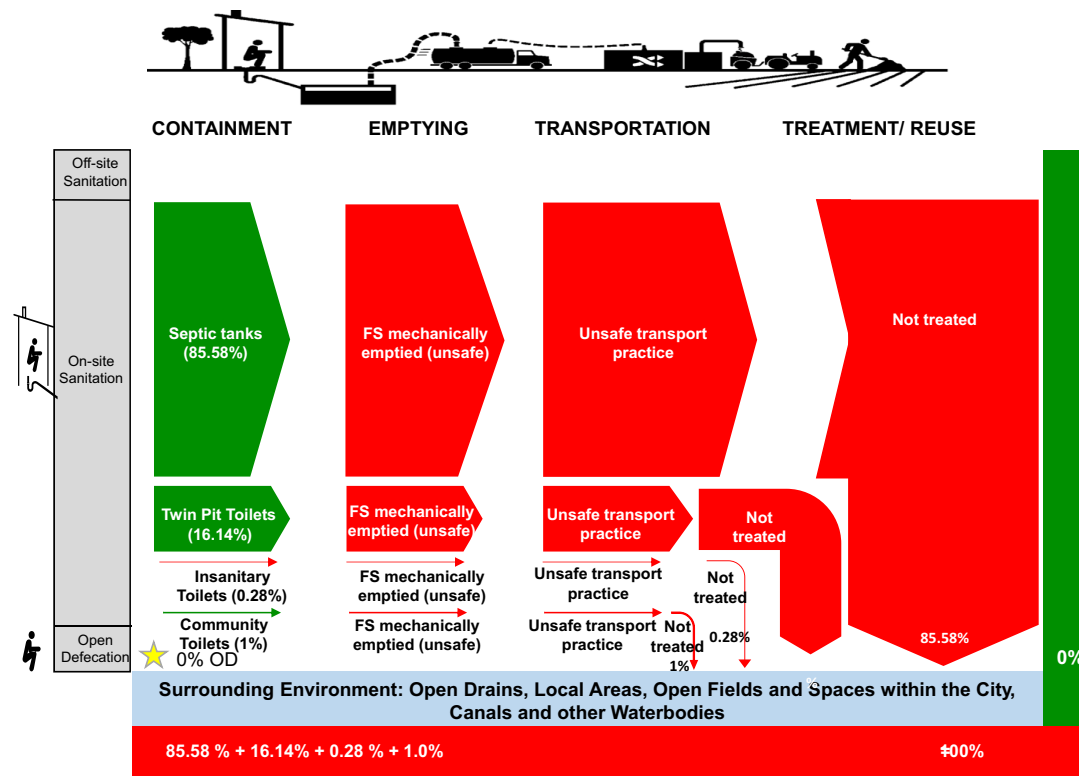 CONTAINMENT
EMPTYING
TRANSPORTATION
TREATMENT/ REUSE
Off-site
Sanitation
On-site
Sanitation
Open
Defecation
Septic tanks
(85.58%)
FS mechanically
emptied (unsafe)
Unsafe transport
practice
Not treated
Twin Pit Toilets
(16.14%)
FS mechanically
emptied (unsafe)
Unsafe transport
practice
Not
treated
Insanitary
Toilets (0.28%)
FS mechanically
emptied (unsafe)
Unsafe transport
practice
Not
treated
0.28%
Community
Toilets (1%)
FS mechanically
emptied (unsafe)
Unsafe transport
practice
Not
treated
1%
85.58%
0%
0% OD
%
Surrounding Environment: Open Drains, Local Areas, Open Fields and Spaces within the City,
Canals and other Waterbodies
85.58 % + 16.14% + 0.28 % + 1.0%
=100%